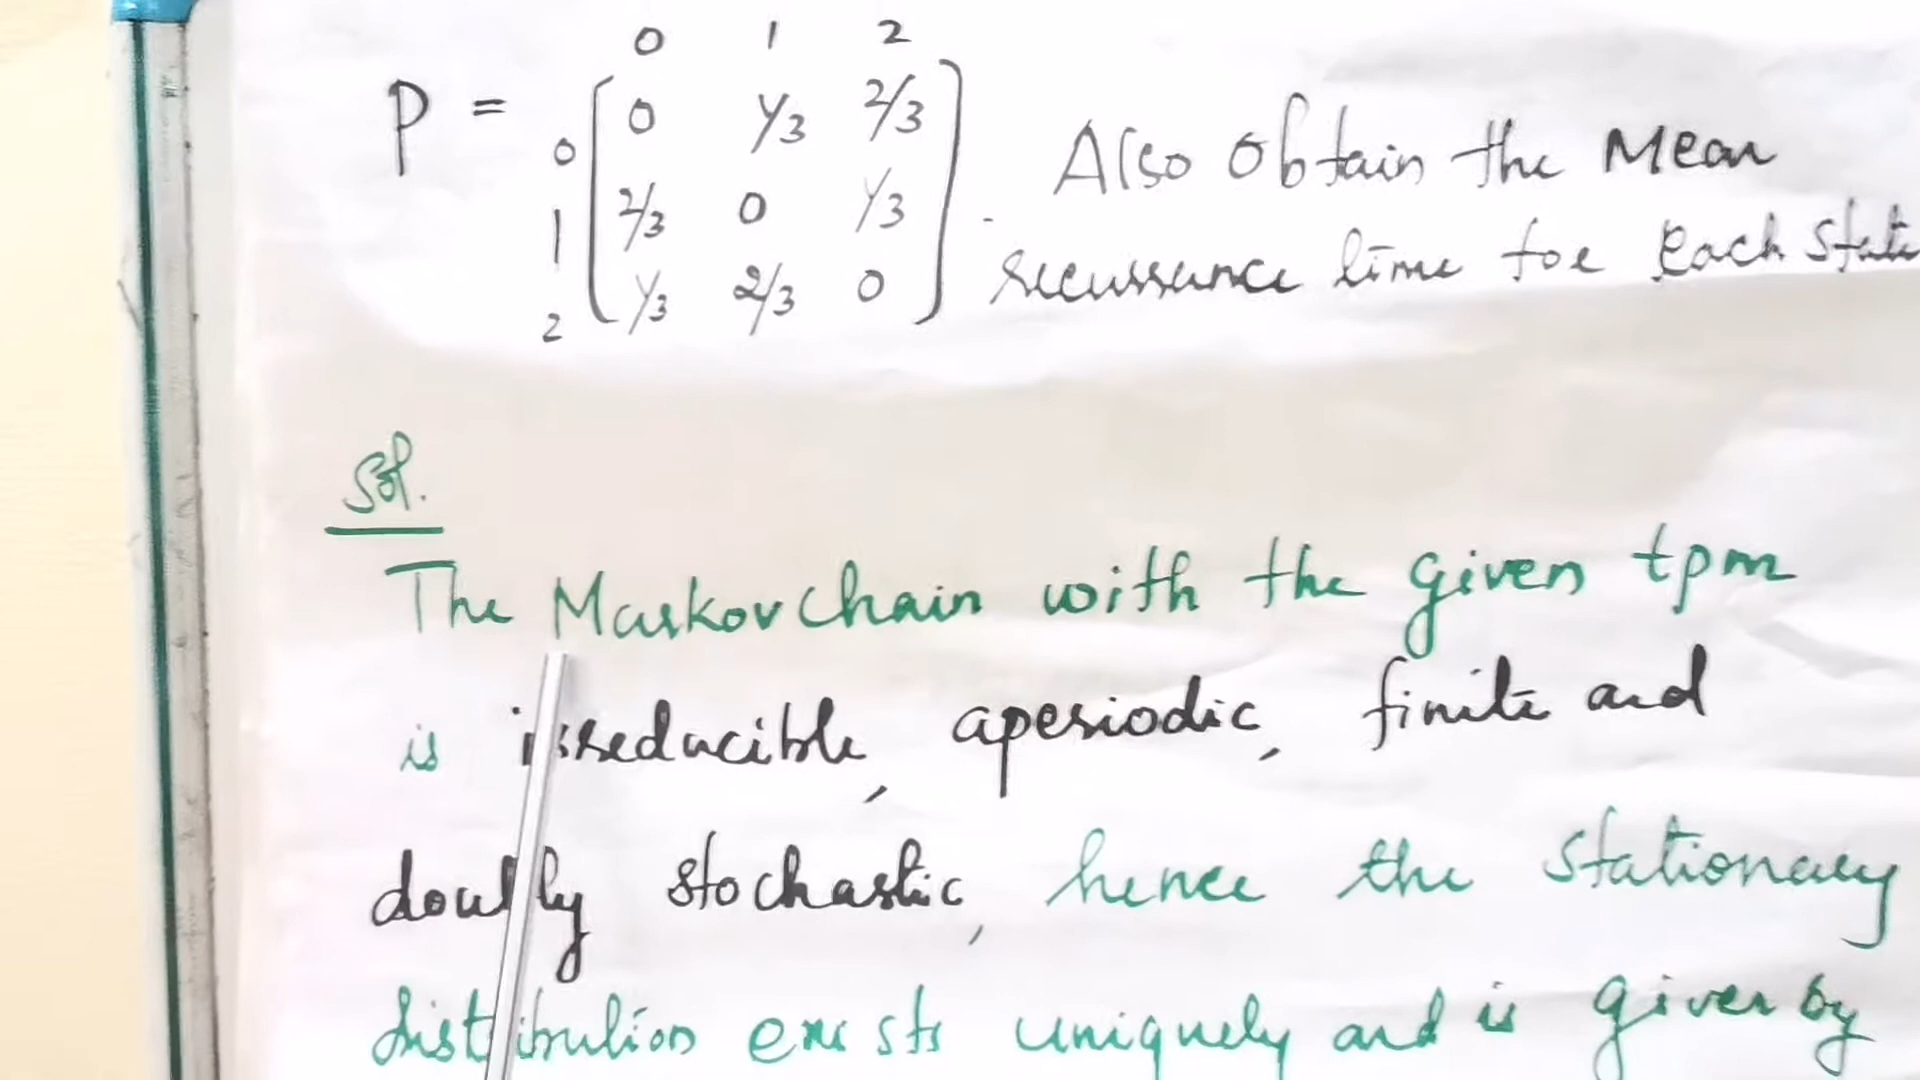 0 1 2
P = 0 [ 0 1/3 2/3 ] . Also obtain the Mean
1 [ 2/3 0 1/3 ] recussance time foe Each State
2 [ 1/3 2/3 0 ]
Sol.
The Markov chain with the given tpm
is irreducible, aperiodic, finite and
doubly stochastic, hence the Stationary
distribution exists uniquely and is given by